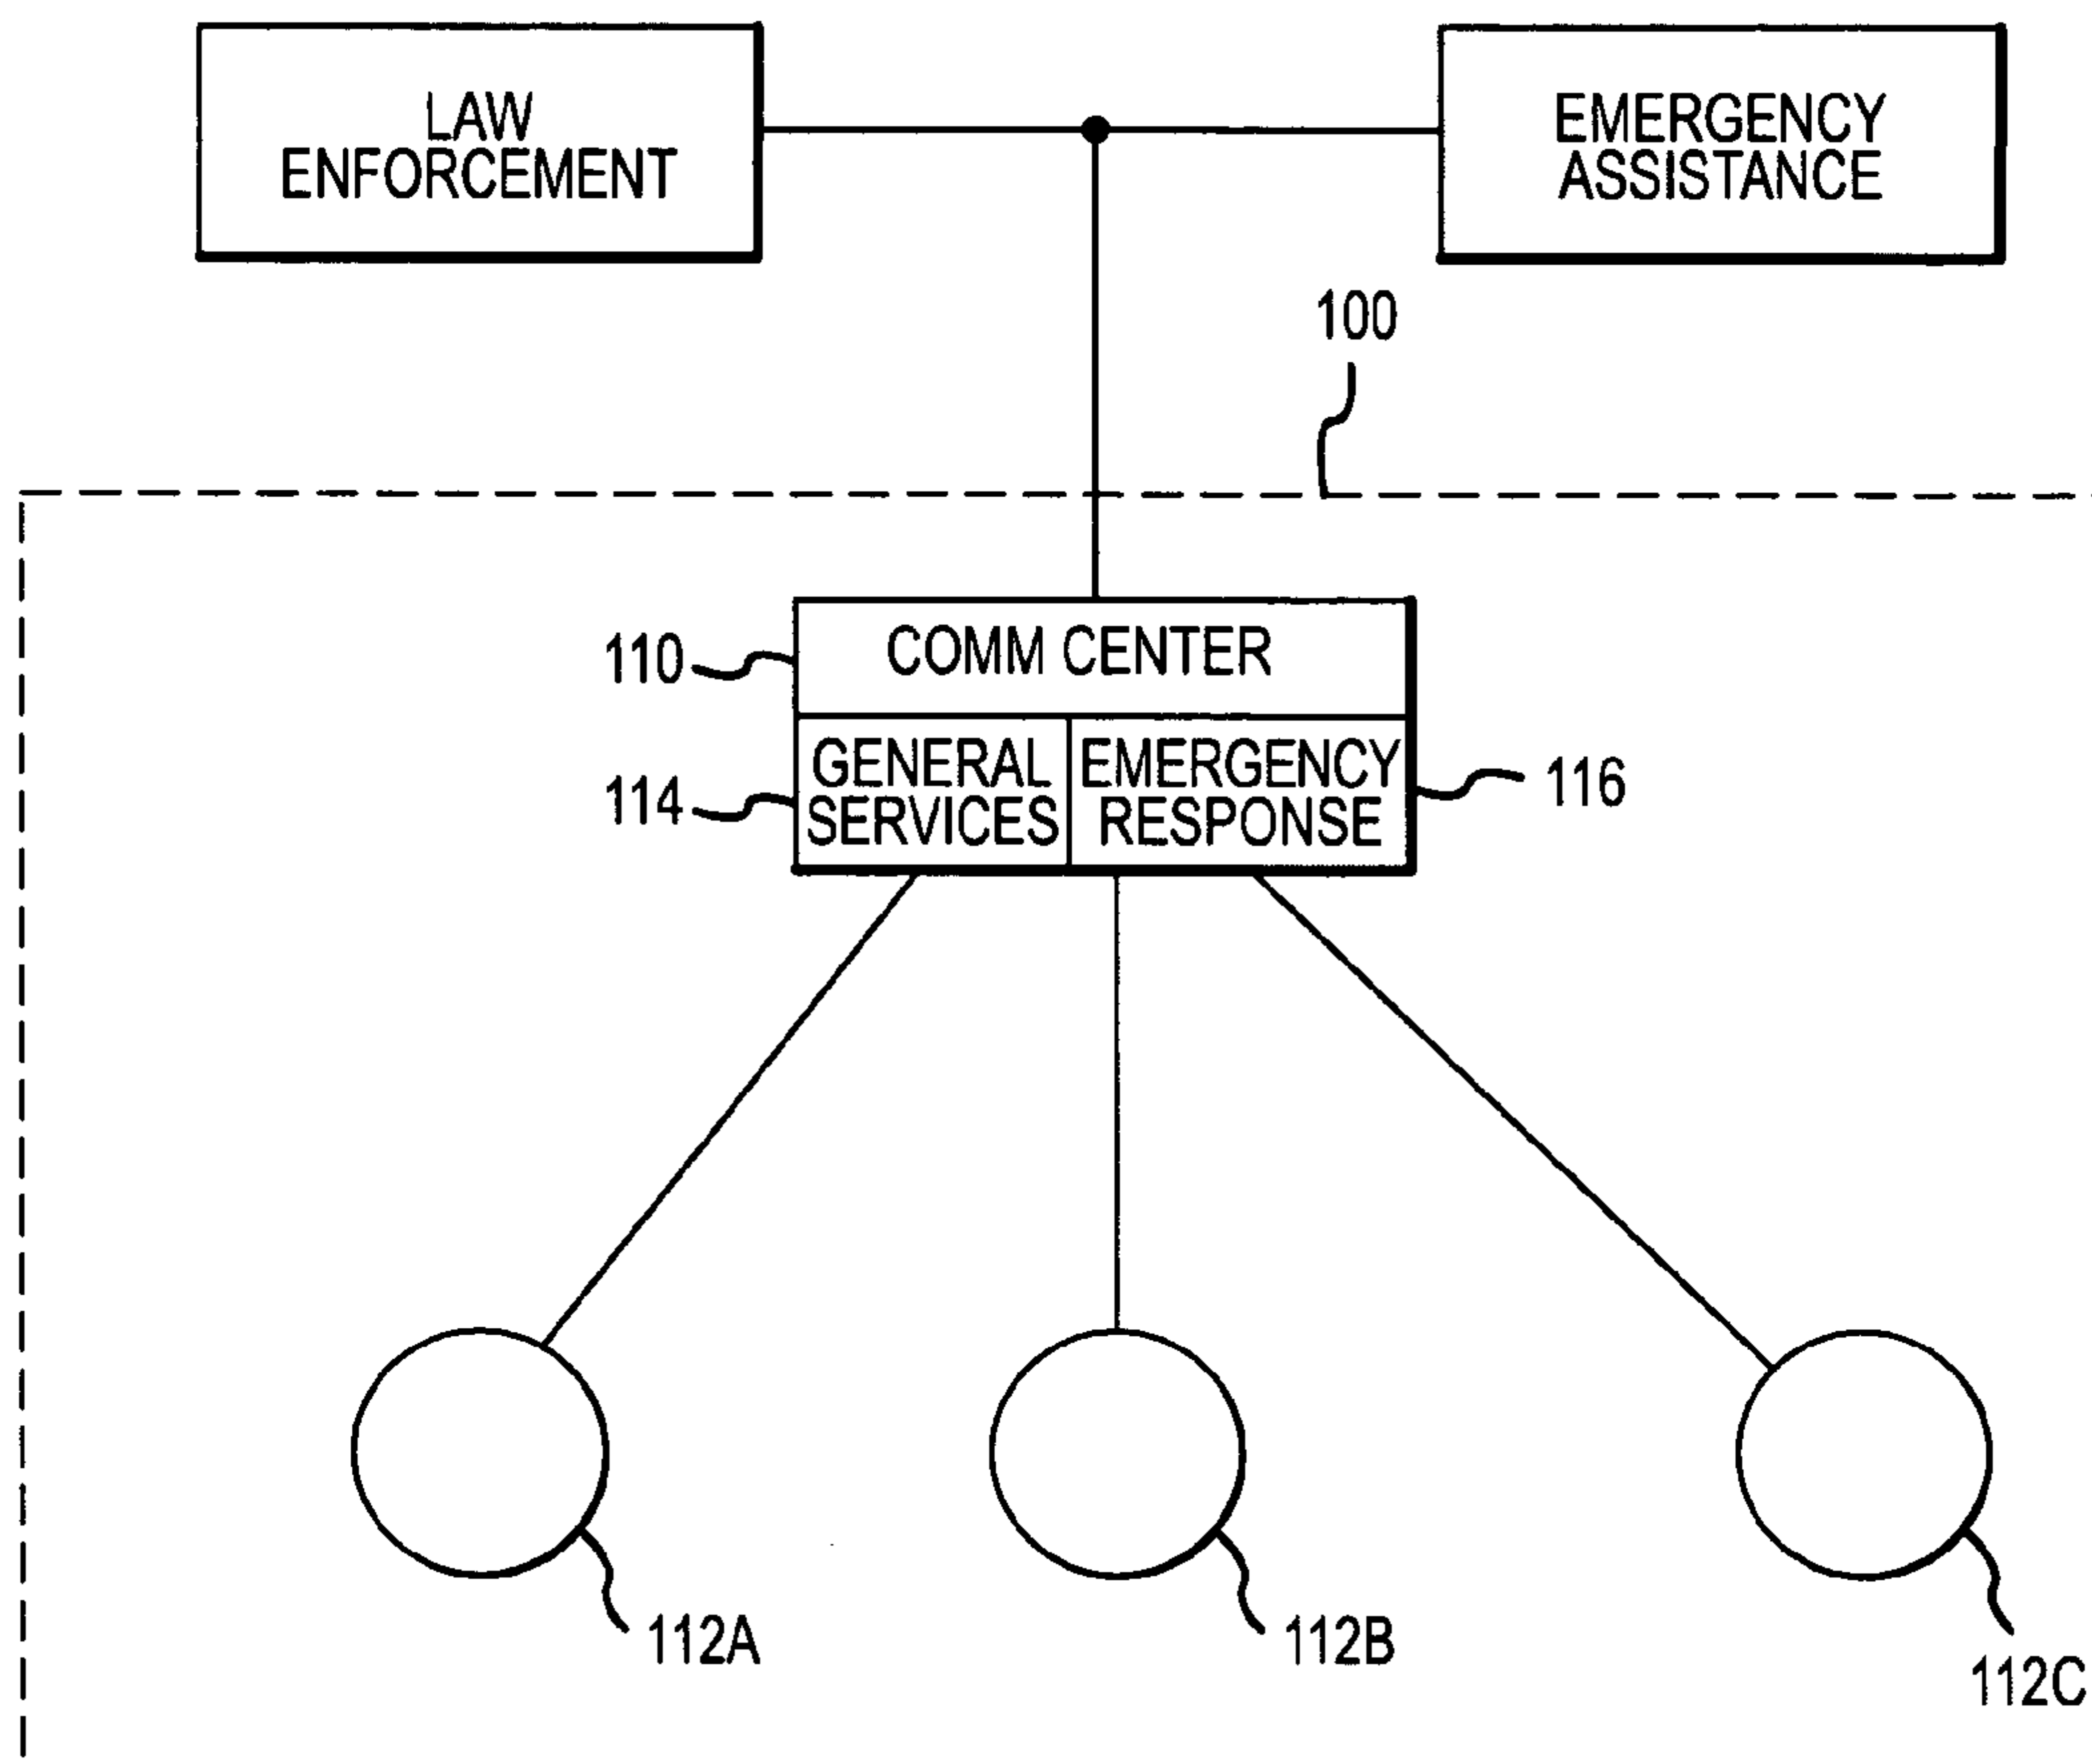 LAW
ENFORCEMENT
EMERGENCY
ASSISTANCE
100
110
COMM CENTER
114
GENERAL
SERVICES
EMERGENCY
RESPONSE
116
112A
112B
112C